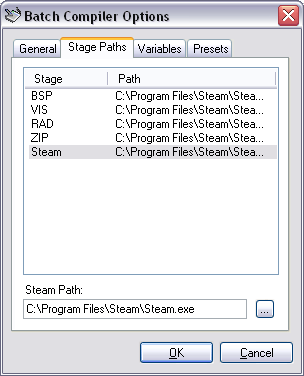 Batch Compiler Options
General Stage Paths Variables Presets
Stage Path
BSP C:\Program Files\Steam\Stea...
VIS C:\Program Files\Steam\Stea...
RAD C:\Program Files\Steam\Stea...
ZIP C:\Program Files\Steam\Stea...
Steam C:\Program Files\Steam\Stea...
Steam Path:
C:\Program Files\Steam\Steam.exe ...
OK Cancel